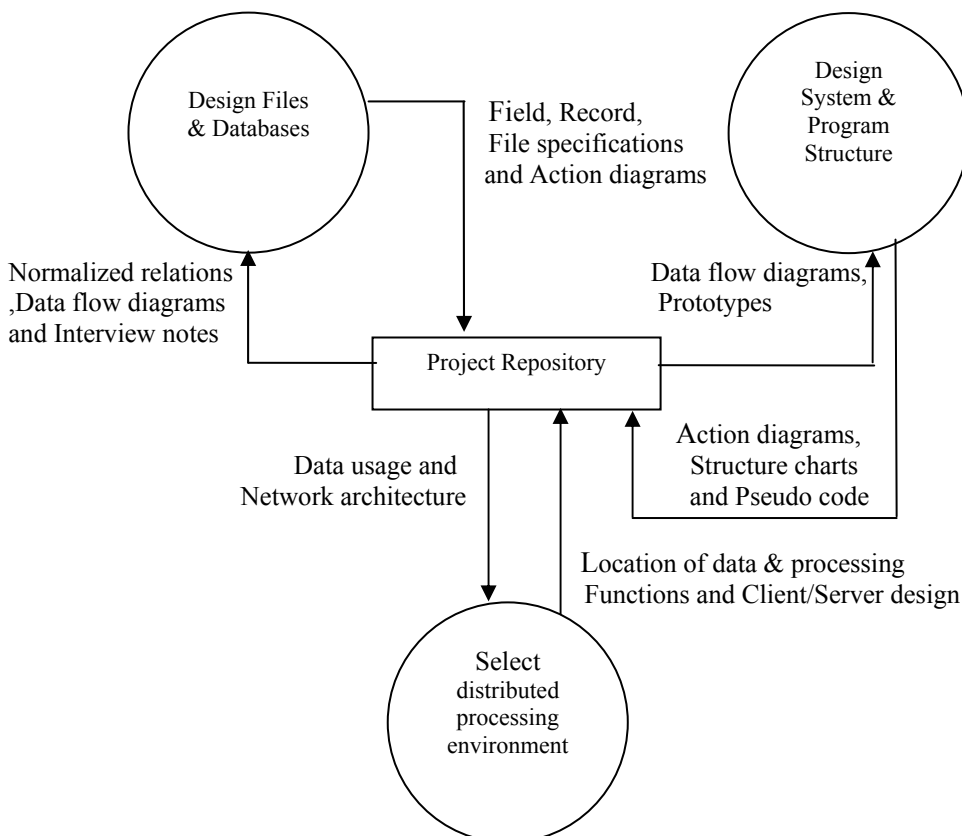 Design Files
& Databases
Field, Record,
File specifications
and Action diagrams
Design
System &
Program
Structure
Normalized relations
,Data flow diagrams
and Interview notes
Data flow diagrams,
Prototypes
Project Repository
Data usage and
Network architecture
Action diagrams,
Structure charts
and Pseudo code
Location of data & processing
Functions and Client/Server design
Select
distributed
processing
environment